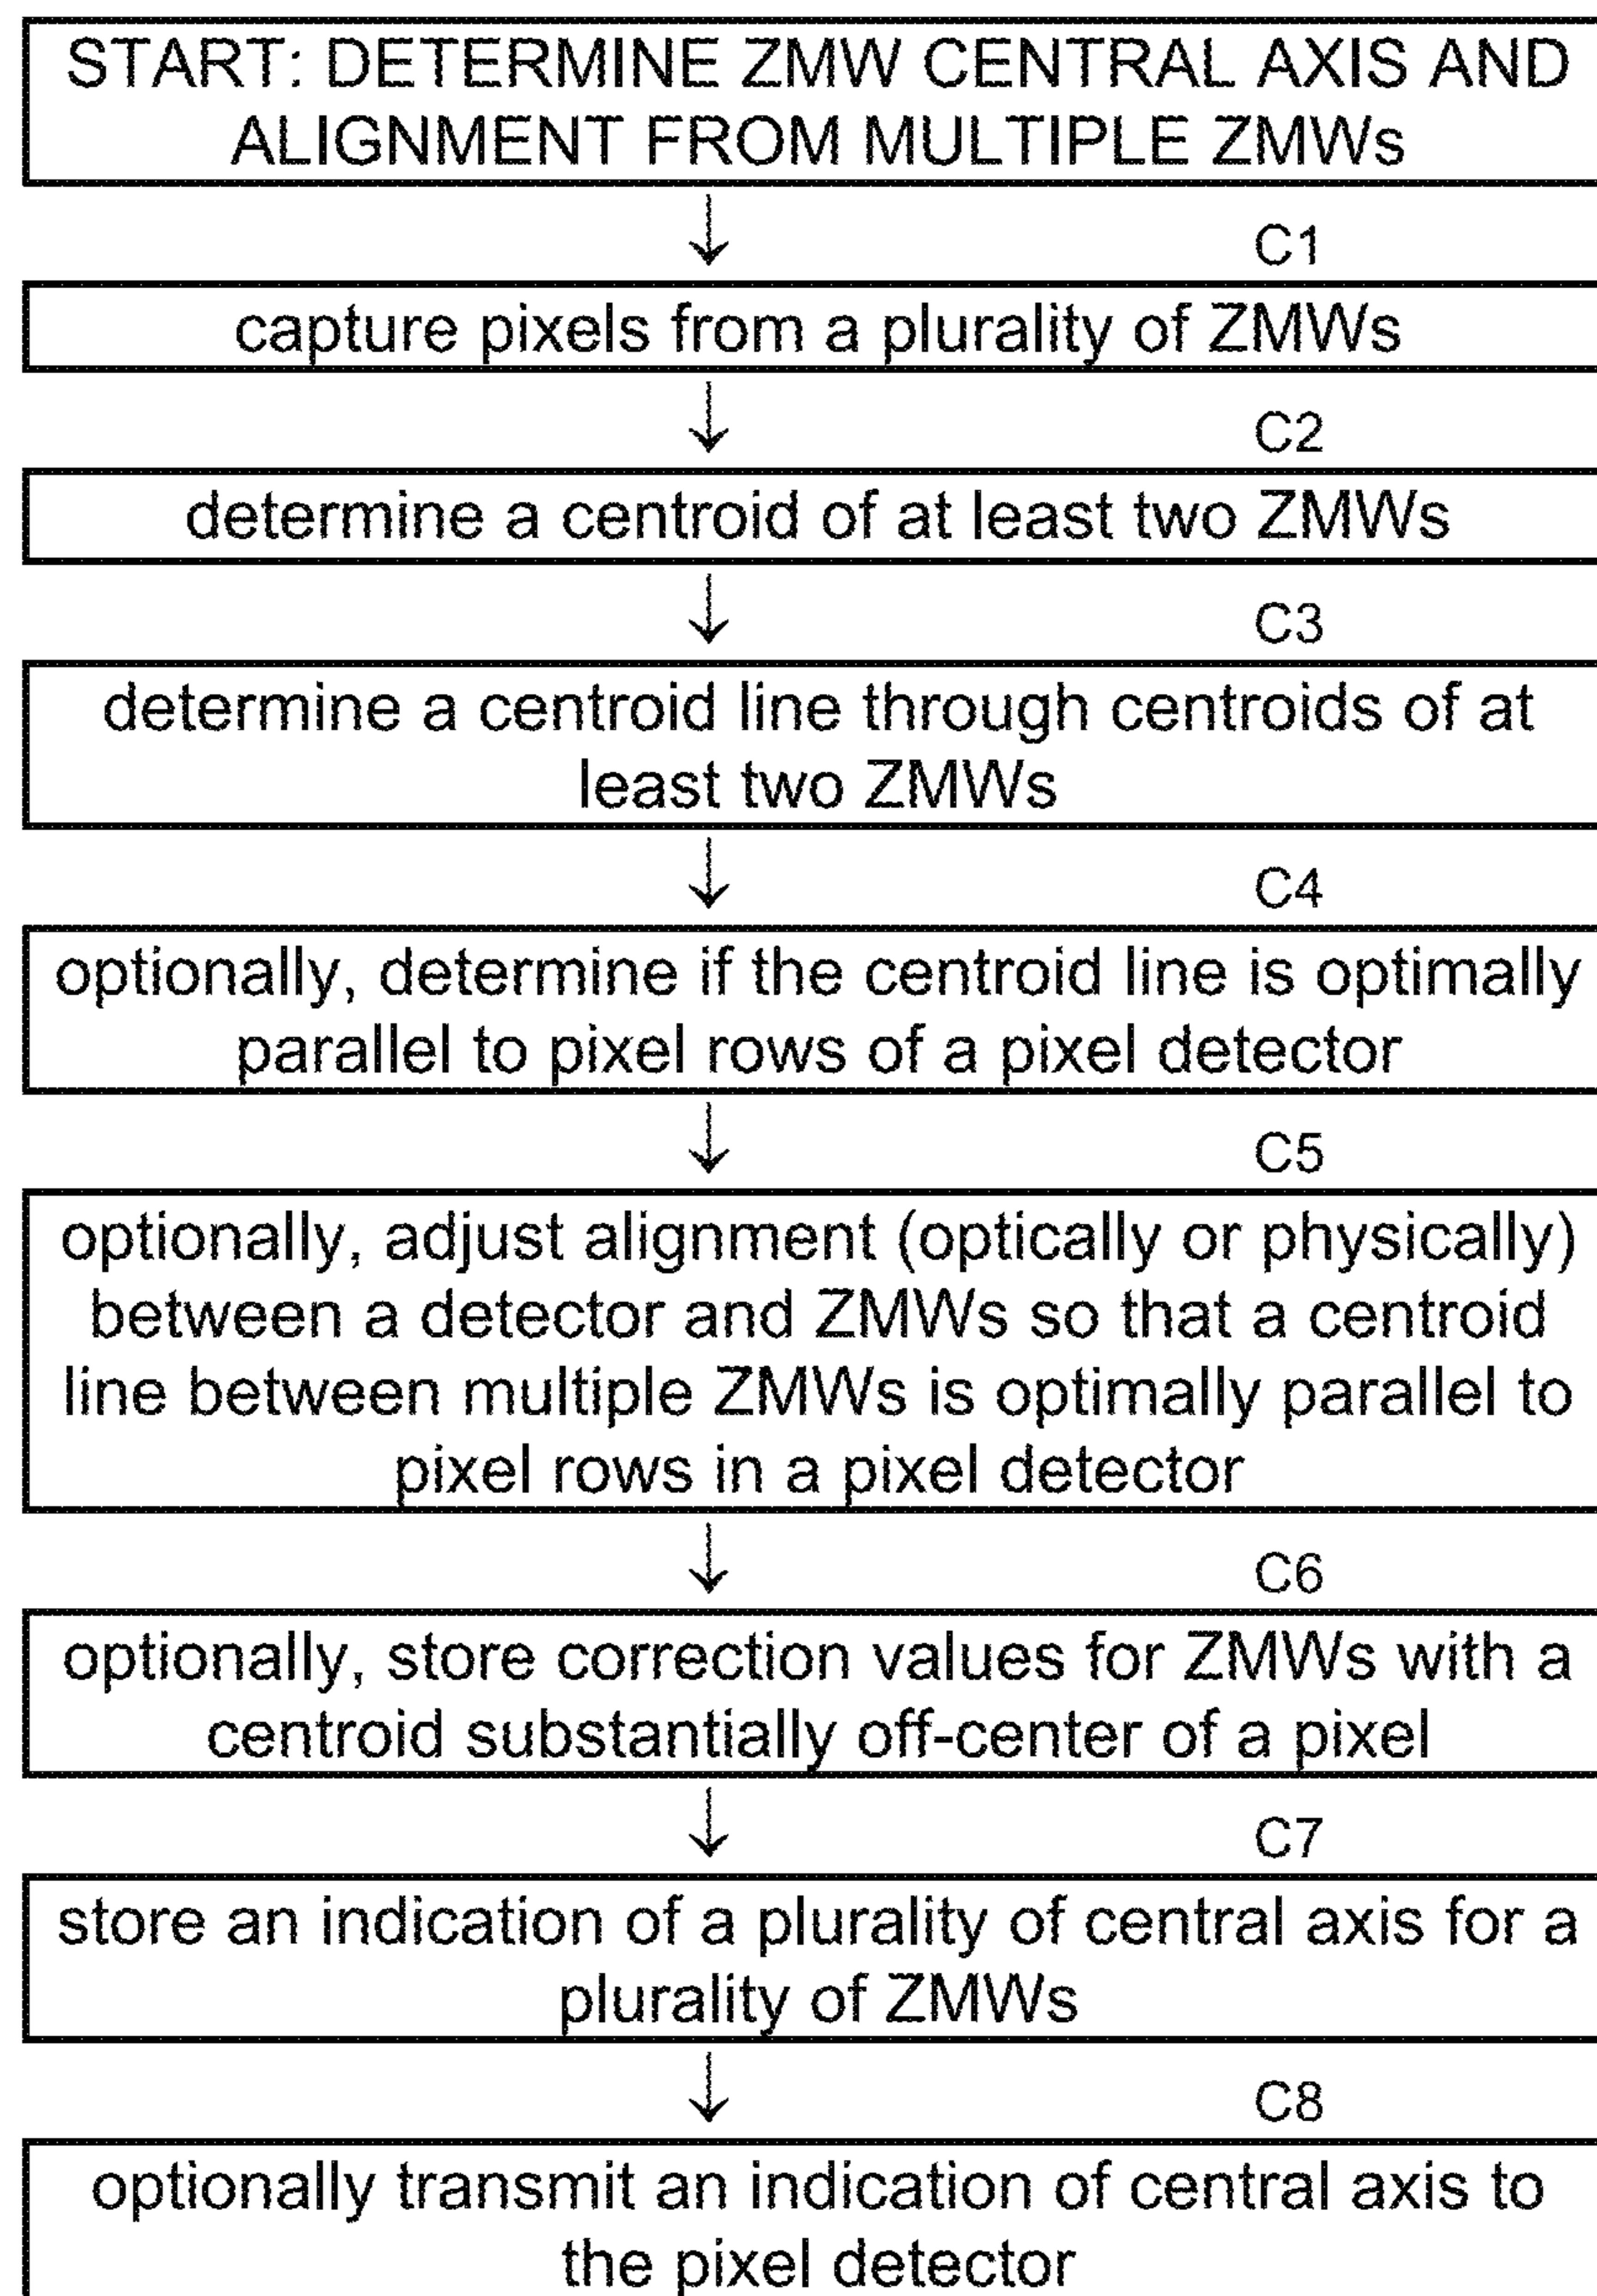 START: DETERMINE ZMW CENTRAL AXIS AND
ALIGNMENT FROM MULTIPLE ZMWs
C1
capture pixels from a plurality of ZMWs
C2
determine a centroid of at least two ZMWs
C3
determine a centroid line through centroids of at
least two ZMWs
C4
optionally, determine if the centroid line is optimally
parallel to pixel rows of a pixel detector
C5
optionally, adjust alignment (optically or physically)
between a detector and ZMWs so that a centroid
line between multiple ZMWs is optimally parallel to
pixel rows in a pixel detector
C6
optionally, store correction values for ZMWs with a
centroid substantially off-center of a pixel
C7
store an indication of a plurality of central axis for a
plurality of ZMWs
C8
optionally transmit an indication of central axis to
the pixel detector